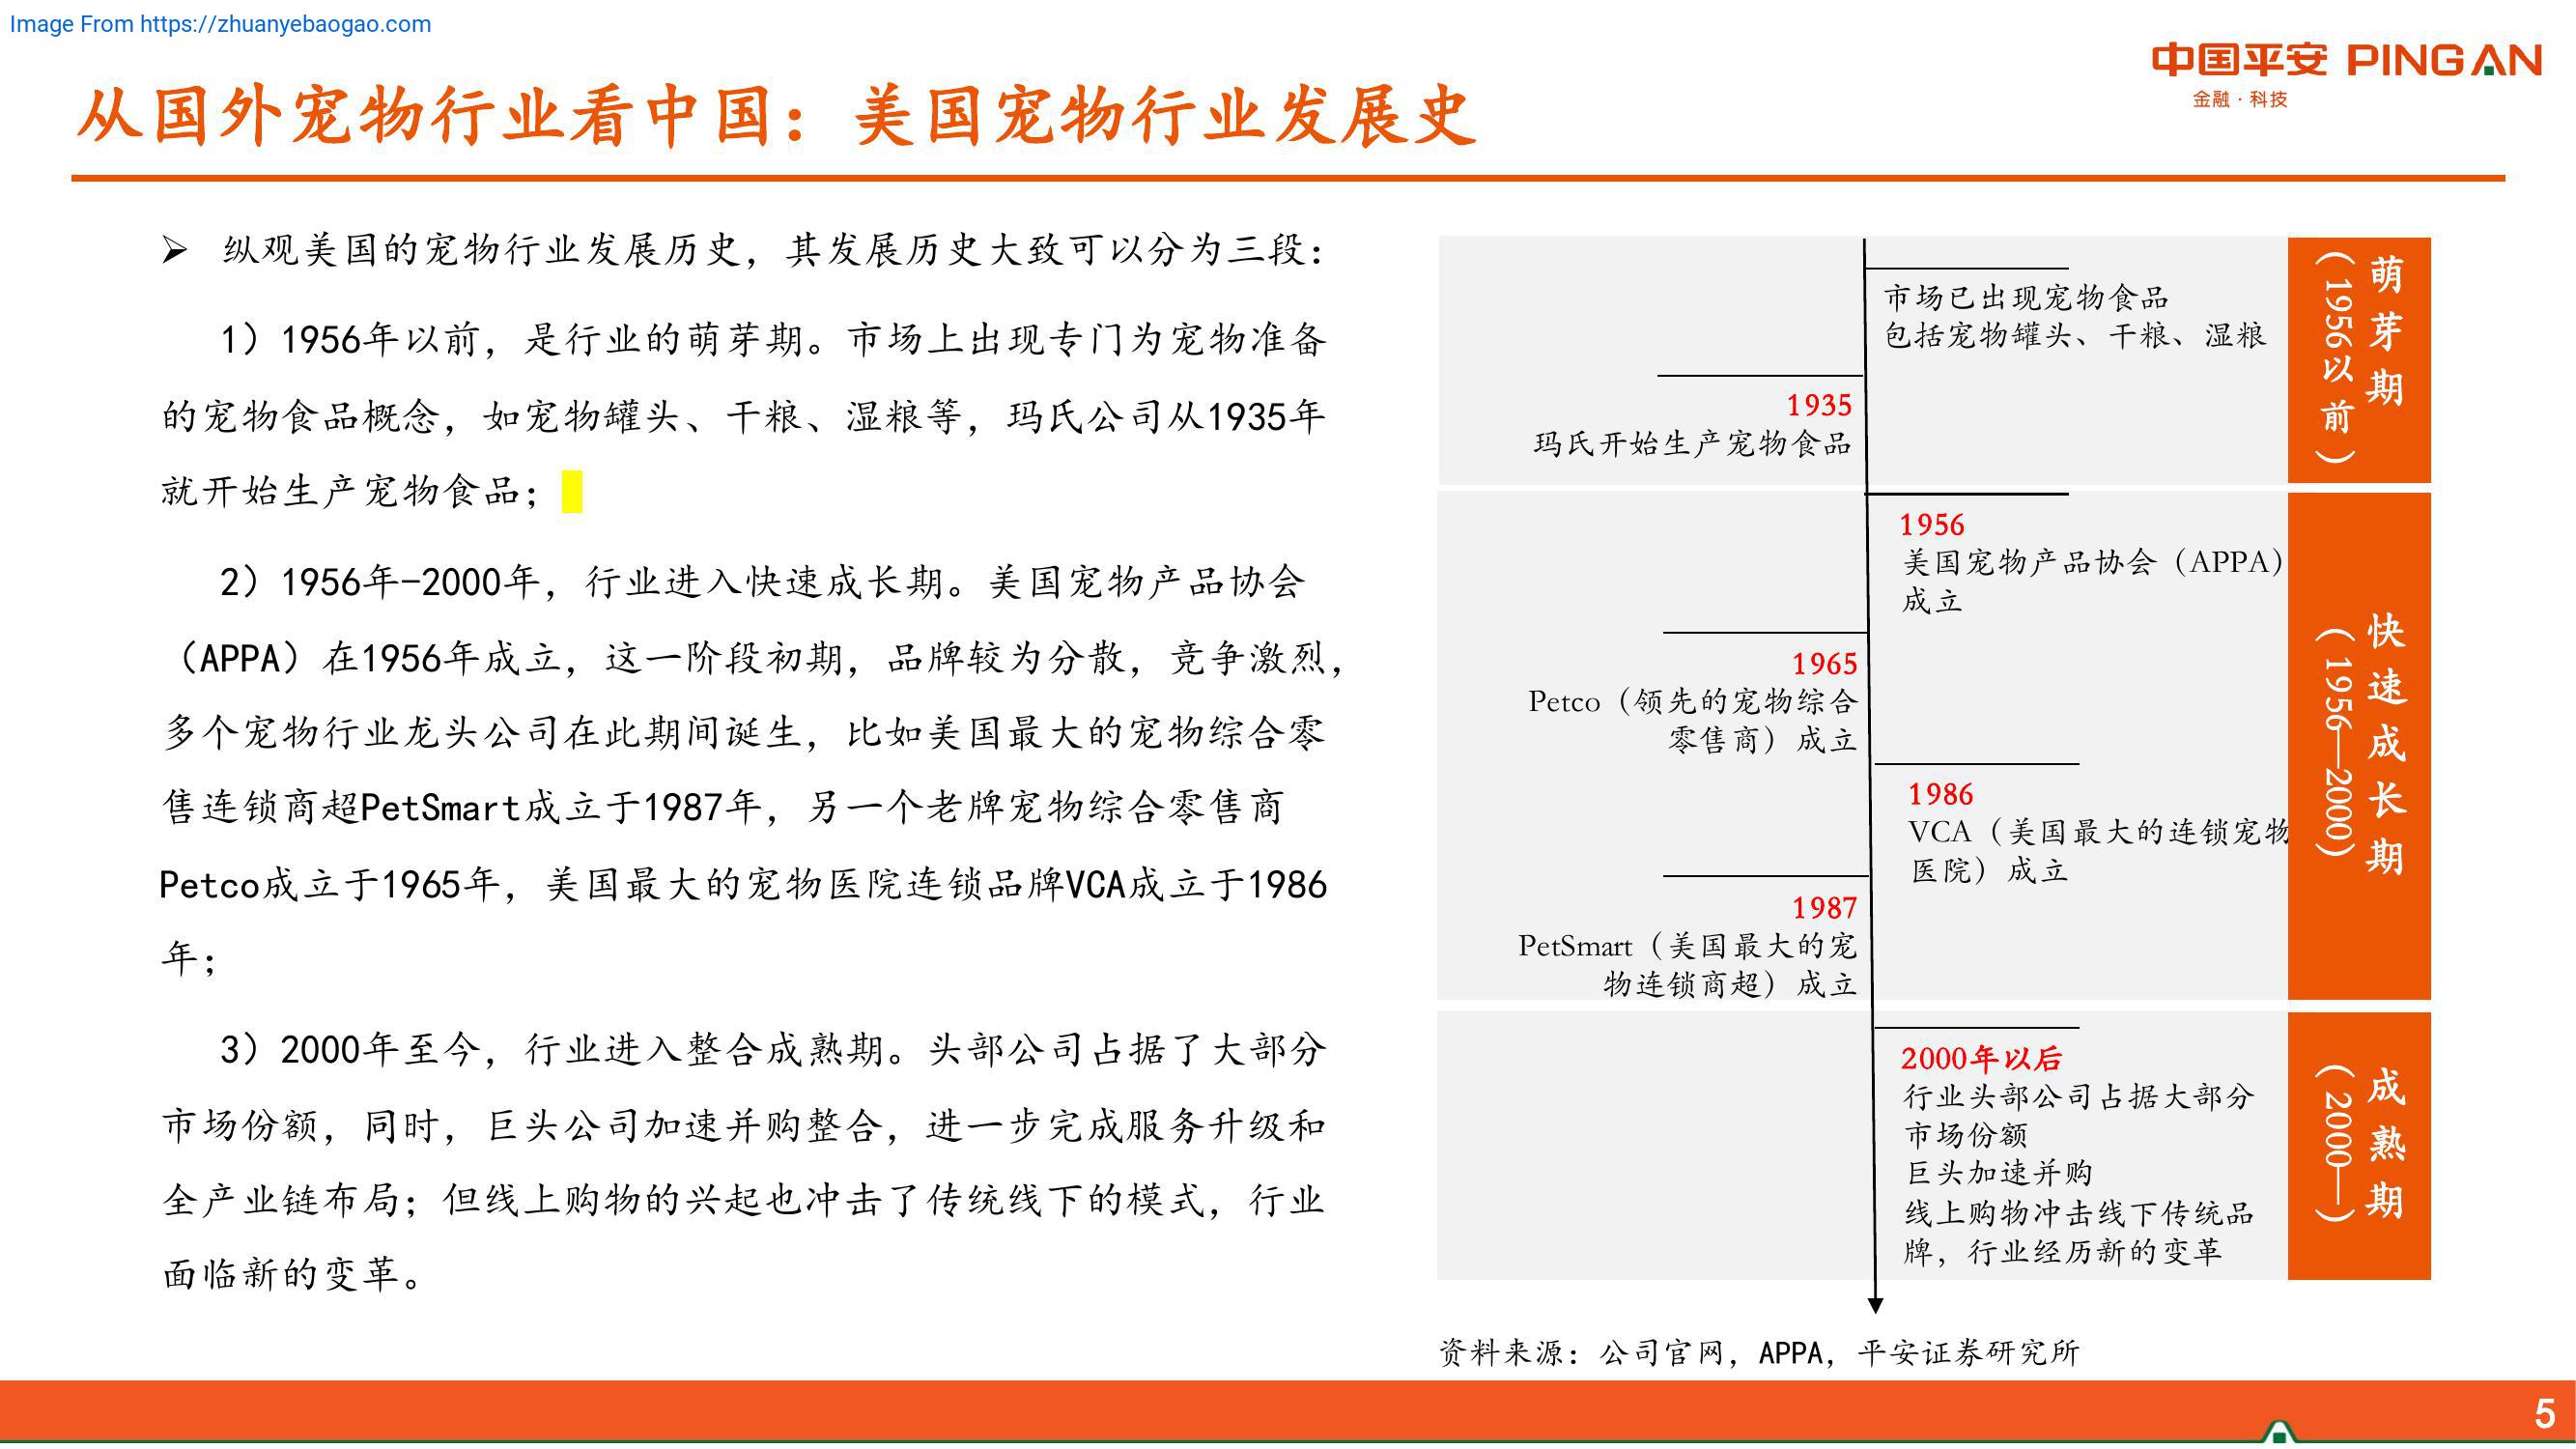 Image From https://zhuanyebaogao.com
中国平安 PINGAN
金融·科技
从国外宠物行业看中国：美国宠物行业发展史
➢ 纵观美国的宠物行业发展历史，其发展历史大致可以分为三段：
1）1956年以前，是行业的萌芽期。市场上出现专门为宠物准备
的宠物食品概念，如宠物罐头、干粮、湿粮等，玛氏公司从1935年
就开始生产宠物食品；
2）1956年-2000年，行业进入快速成长期。美国宠物产品协会
（APPA）在1956年成立，这一阶段初期，品牌较为分散，竞争激烈，
多个宠物行业龙头公司在此期间诞生，比如美国最大的宠物综合零
售连锁商超PetSmart成立于1987年，另一个老牌宠物综合零售商
Petco成立于1965年，美国最大的宠物医院连锁品牌VCA成立于1986
年；
3）2000年至今，行业进入整合成熟期。头部公司占据了大部分
市场份额，同时，巨头公司加速并购整合，进一步完成服务升级和
全产业链布局；但线上购物的兴起也冲击了传统线下的模式，行业
面临新的变革。
市场已出现宠物食品
包括宠物罐头、干粮、湿粮
1935
玛氏开始生产宠物食品
萌芽期
（1956以前）
1956
美国宠物产品协会（APPA）
成立
1965
Petco（领先的宠物综合
零售商）成立
1986
VCA（美国最大的连锁宠物
医院）成立
1987
PetSmart（美国最大的宠
物连锁商超）成立
快速成长期
（1956—2000）
2000年以后
行业头部公司占据大部分
市场份额
巨头加速并购
线上购物冲击线下传统品
牌，行业经历新的变革
成熟期
（2000—）
资料来源：公司官网，APPA，平安证券研究所
5